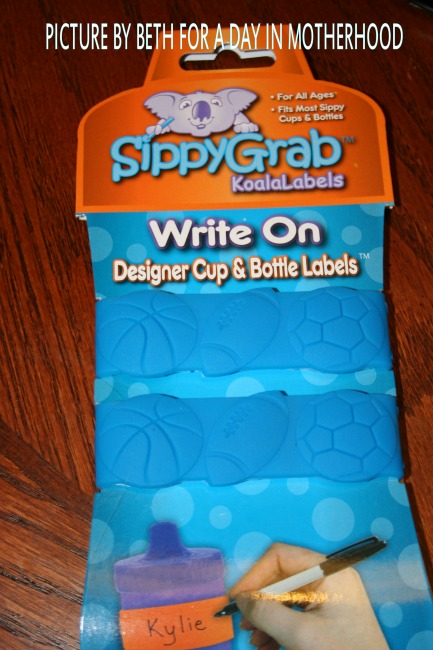 PICTURE BY BETH FOR A DAY IN MOTHERHOOD
• For All Ages
• Fits Most Sippy
Cups & Bottles
SippyGrab™
KoalaLabels
Write On
Designer Cup & Bottle Labels™
Kylie